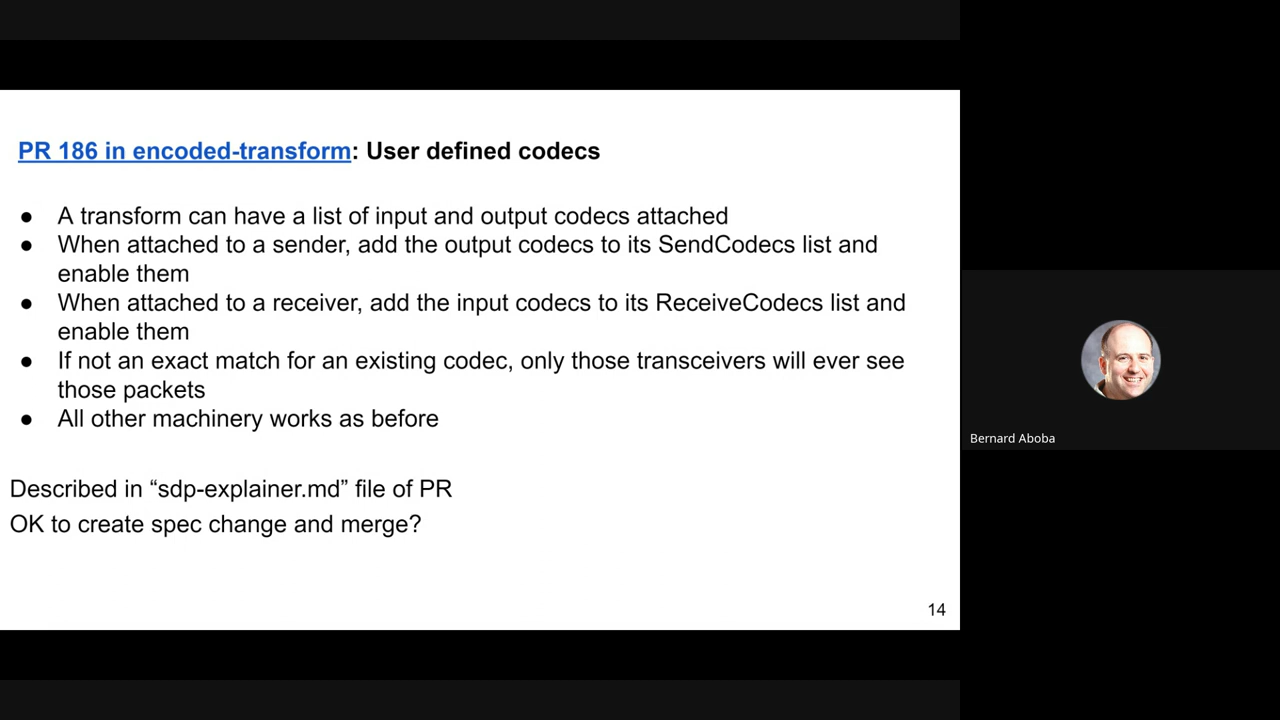 PR 186 in encoded-transform: User defined codecs
● A transform can have a list of input and output codecs attached
● When attached to a sender, add the output codecs to its SendCodecs list and
enable them
● When attached to a receiver, add the input codecs to its ReceiveCodecs list and
enable them
● If not an exact match for an existing codec, only those transceivers will ever see
those packets
● All other machinery works as before
Described in “sdp-explainer.md” file of PR
OK to create spec change and merge?
14
Bernard Aboba